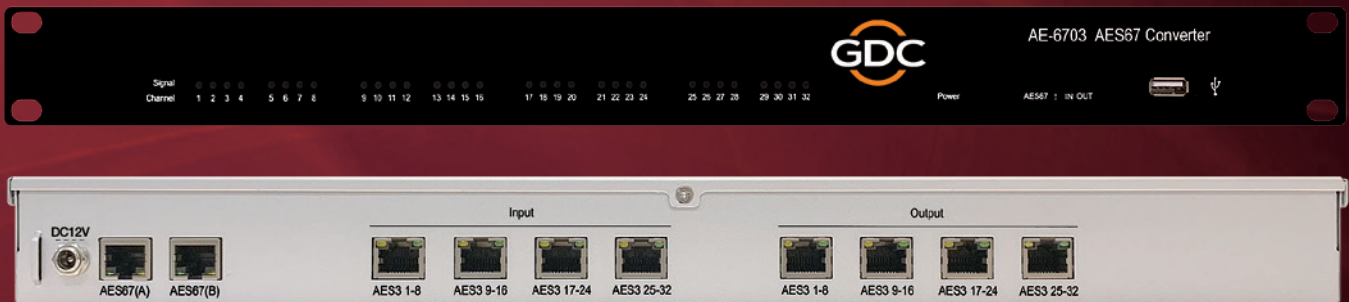 GDC
AE-6703 AES67 Converter
Signal
Channel 1 2 3 4 5 6 7 8 9 10 11 12 13 14 15 16 17 18 19 20 21 22 23 24 25 26 27 28 29 30 31 32 Power AES67 : IN OUT
Input Output
DC12V
AES67(A) AES67(B) AES3 1-8 AES3 9-16 AES3 17-24 AES3 25-32 AES3 1-8 AES3 9-16 AES3 17-24 AES3 25-32